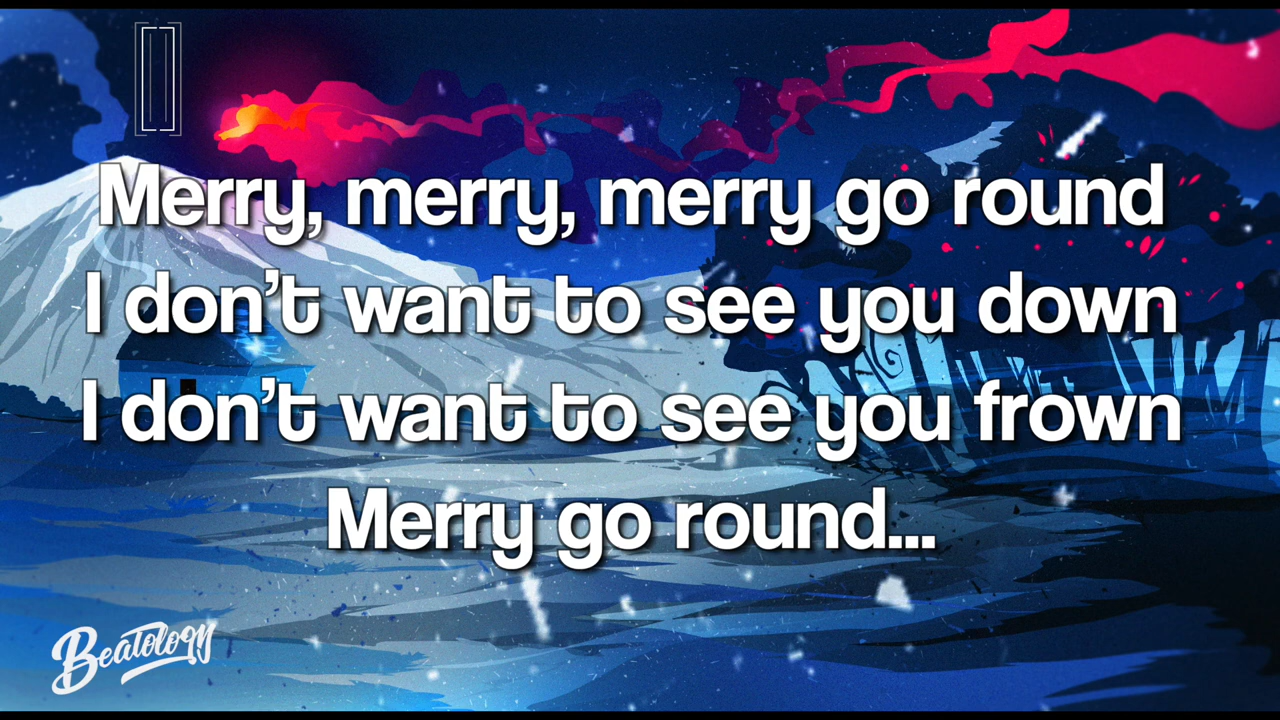 Merry, merry, merry go round
I don't want to see you down
I don't want to see you frown
Merry go round...
Beatology